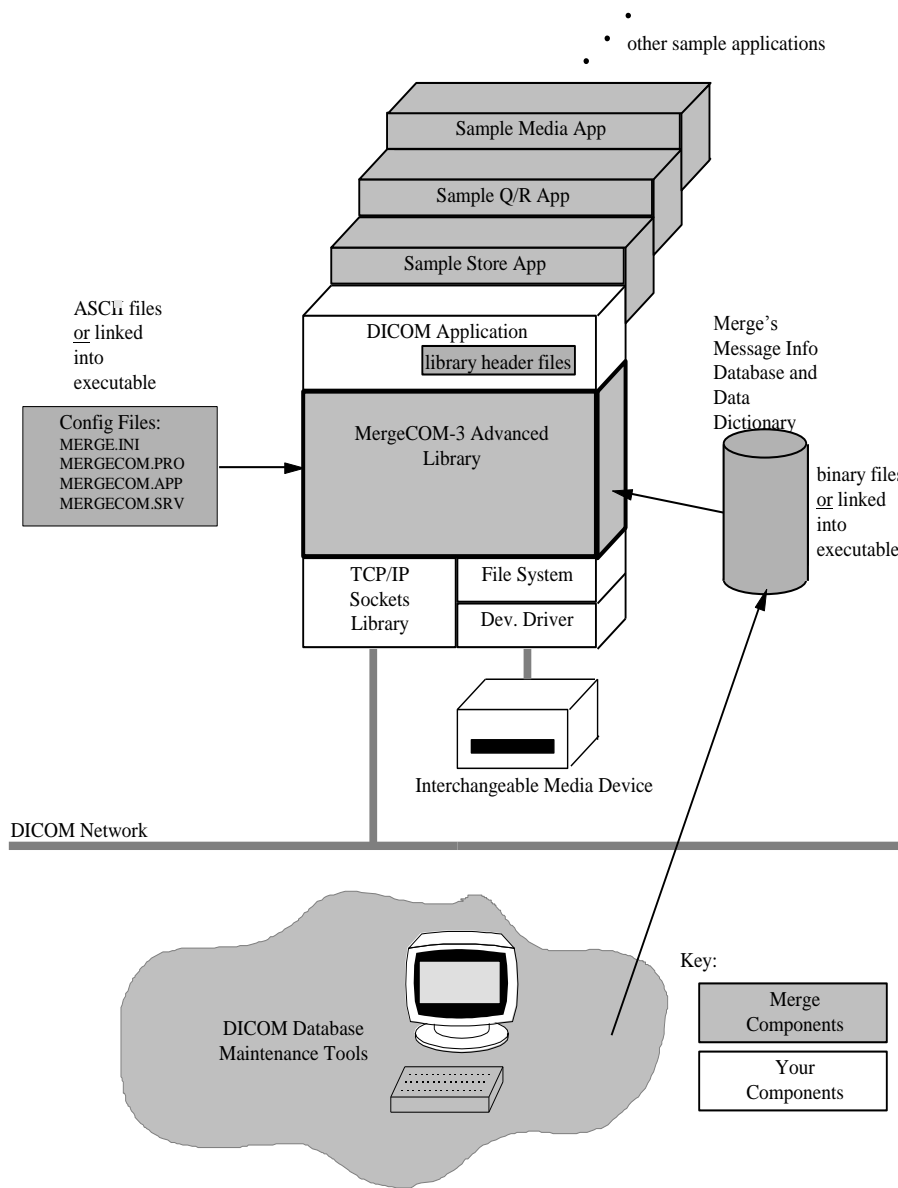 other sample applications
Sample Media App
Sample Q/R App
Sample Store App
ASCII files
or linked
into
executable
DICOM Application
library header files
Merge's
Message Info
Database and
Data
Dictionary
Config Files:
MERGE.INI
MERGECOM.PRO
MERGECOM.APP
MERGECOM.SRV
MergeCOM-3 Advanced
Library
binary files
or linked
into
executable
TCP/IP
Sockets
Library
File System
Dev. Driver
Interchangeable Media Device
DICOM Network
DICOM Database
Maintenance Tools
Key:
Merge
Components
Your
Components